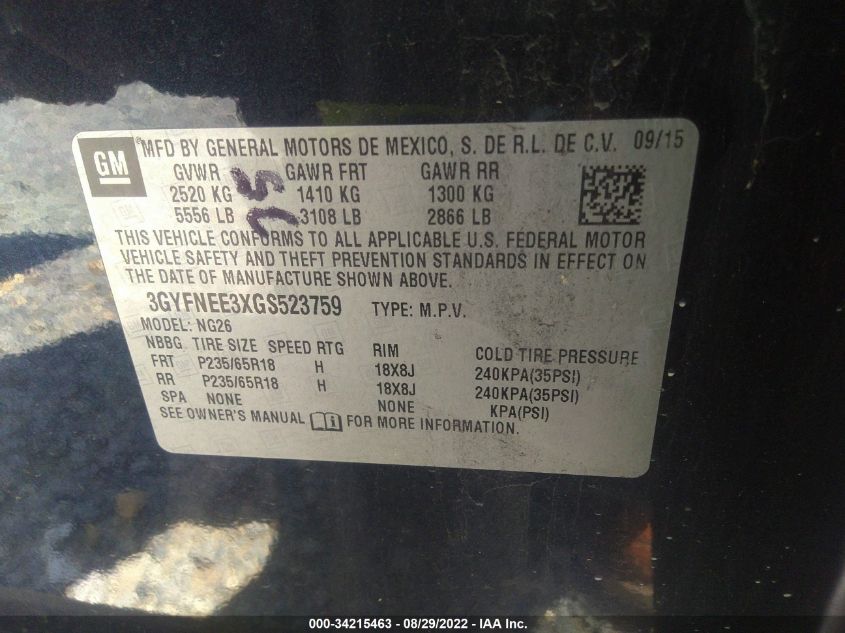 GM
MFD BY GENERAL MOTORS DE MEXICO, S. DE R.L. DE C.V. 09/15
GVWR GAWR FRT GAWR RR
2520 KG 1410 KG 1300 KG
5556 LB 3108 LB 2866 LB
THIS VEHICLE CONFORMS TO ALL APPLICABLE U.S. FEDERAL MOTOR
VEHICLE SAFETY AND THEFT PREVENTION STANDARDS IN EFFECT ON
THE DATE OF MANUFACTURE SHOWN ABOVE.
3GYFNEE3XGS523759 TYPE: M.P.V.
MODEL: NG26
NBBG. TIRE SIZE SPEED RTG RIM COLD TIRE PRESSURE
FRT P235/65R18 H 18X8J 240KPA(35PSI)
RR P235/65R18 H 18X8J 240KPA(35PSI)
SPA NONE NONE KPA(PSI)
SEE OWNER'S MANUAL FOR MORE INFORMATION.
000-34215463 - 08/29/2022 - IAA Inc.